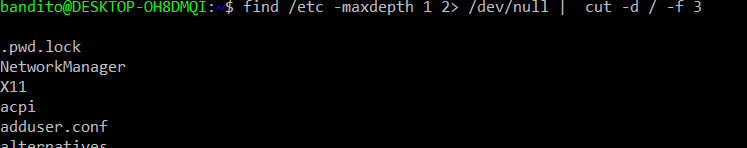 bandito@DESKTOP-OH8DMQI:~$ find /etc -maxdepth 1 2> /dev/null |  cut -d / -f 3
.pwd.lock
NetworkManager
X11
acpi
adduser.conf
alternatives